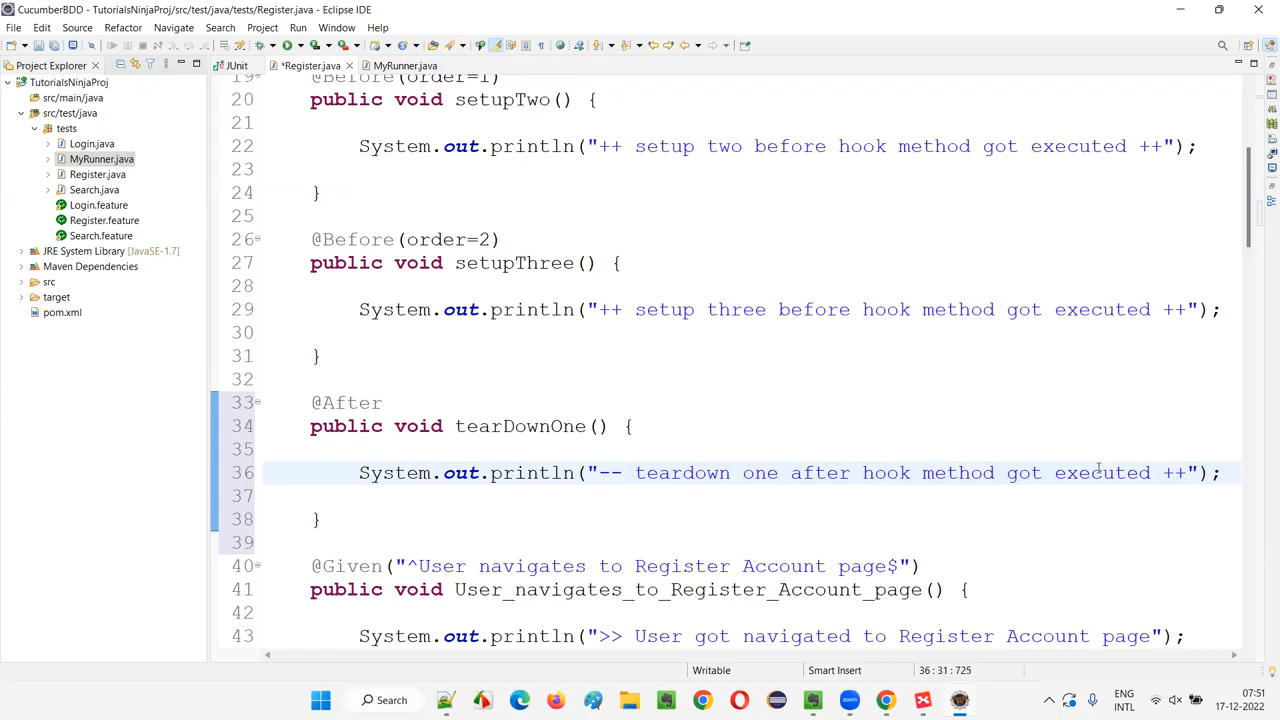 CucumberBDD - TutorialsNinjaProj/src/test/java/tests/Register.java - Eclipse IDE
File Edit Source Refactor Navigate Search Project Run Window Help
Project Explorer
JUnit *Register.java MyRunner.java
TutorialsNinjaProj
src/main/java
src/test/java
tests
Login.java
MyRunner.java
Register.java
Search.java
Login.feature
Register.feature
Search.feature
JRE System Library [JavaSE-1.7]
Maven Dependencies
src
target
pom.xml
19 @Before(order=1)
20 public void setupTwo() {
21
22 System.out.println("++ setup two before hook method got executed ++");
23
24 }
25
26 @Before(order=2)
27 public void setupThree() {
28
29 System.out.println("++ setup three before hook method got executed ++");
30
31 }
32
33 @After
34 public void tearDownOne() {
35
36 System.out.println("-- teardown one after hook method got executed ++");
37
38 }
39
40 @Given("^User navigates to Register Account page$")
41 public void User_navigates_to_Register_Account_page() {
42
43 System.out.println(">> User got navigated to Register Account page");
Writable Smart Insert 36 : 31 : 725
Search
ENG
INTL
07:51
17-12-2022